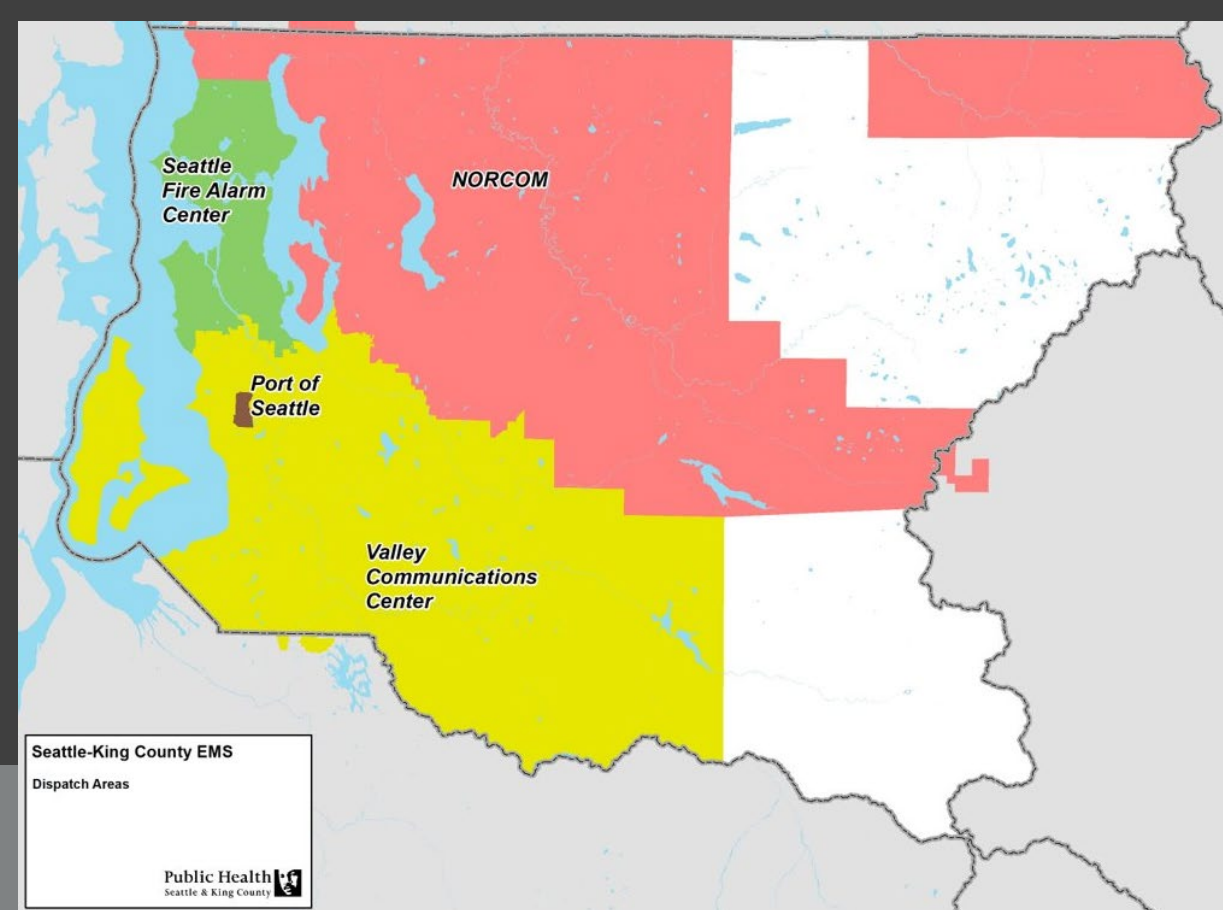 Seattle
Fire Alarm
Center
NORCOM
Port of
Seattle
Valley
Communications
Center
Seattle-King County EMS
Dispatch Areas
Public Health
Seattle & King County